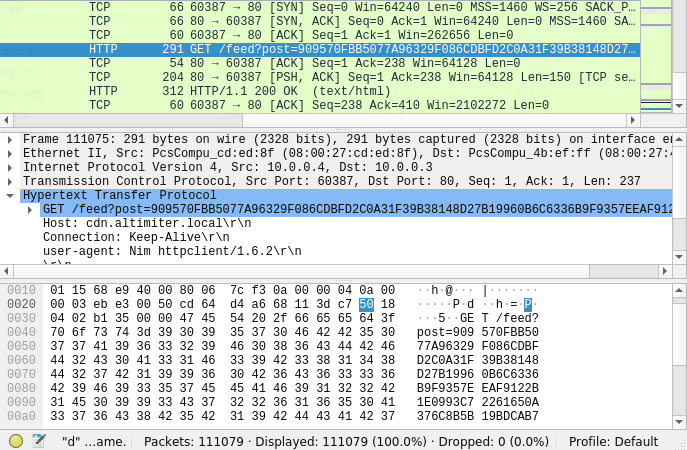 TCP 66 60387 → 80 [SYN] Seq=0 Win=64240 Len=0 MSS=1460 WS=256 SACK_P…
TCP 66 80 → 60387 [SYN, ACK] Seq=0 Ack=1 Win=64240 Len=0 MSS=1460 SA…
TCP 60 60387 → 80 [ACK] Seq=1 Ack=1 Win=262656 Len=0
HTTP 291 GET /feed?post=909570FBB5077A96329F086CDBFD2C0A31F39B38148D27…
TCP 54 80 → 60387 [ACK] Seq=1 Ack=238 Win=64128 Len=0
TCP 204 80 → 60387 [PSH, ACK] Seq=1 Ack=238 Win=64128 Len=150 [TCP se…
HTTP 312 HTTP/1.1 200 OK (text/html)
TCP 60 60387 → 80 [ACK] Seq=238 Ack=410 Win=2102272 Len=0
Frame 111075: 291 bytes on wire (2328 bits), 291 bytes captured (2328 bits) on interface en
Ethernet II, Src: PcsCompu_cd:ed:8f (08:00:27:cd:ed:8f), Dst: PcsCompu_4b:ef:ff (08:00:27:4
Internet Protocol Version 4, Src: 10.0.0.4, Dst: 10.0.0.3
Transmission Control Protocol, Src Port: 60387, Dst Port: 80, Seq: 1, Ack: 1, Len: 237
Hypertext Transfer Protocol
GET /feed?post=909570FBB5077A96329F086CDBFD2C0A31F39B38148D27B19960B6C6336B9F9357EEAF912
Host: cdn.altimiter.local\r\n
Connection: Keep-Alive\r\n
user-agent: Nim httpclient/1.6.2\r\n
\r\n
0010 01 15 68 e9 40 00 80 06 7c f3 0a 00 00 04 0a 00 ··h·@··· |·······
0020 00 03 eb e3 00 50 cd 64 d4 a6 68 11 3d c7 50 18 ·····P·d ··h·=·P·
0030 04 02 b1 35 00 00 47 45 54 20 2f 66 65 65 64 3f ···5··GE T /feed?
0040 70 6f 73 74 3d 39 30 39 35 37 30 46 42 42 35 30 post=909 570FBB50
0050 37 37 41 39 36 33 32 39 46 30 38 36 43 44 42 46 77A96329 F086CDBF
0060 44 32 43 30 41 33 31 46 33 39 42 33 38 31 34 38 D2C0A31F 39B38148
0070 44 32 37 42 31 39 39 36 30 42 36 43 36 33 33 36 D27B1996 0B6C6336
0080 42 39 46 39 33 35 37 45 45 41 46 39 31 32 32 42 B9F9357E EAF9122B
0090 31 45 30 39 39 33 43 37 32 32 36 31 36 35 30 41 1E0993C7 2261650A
00a0 33 37 36 43 38 42 35 42 31 39 42 44 43 41 42 37 376C8B5B 19BDCAB7
"d" …ame. Packets: 111079 · Displayed: 111079 (100.0%) · Dropped: 0 (0.0%) Profile: Default